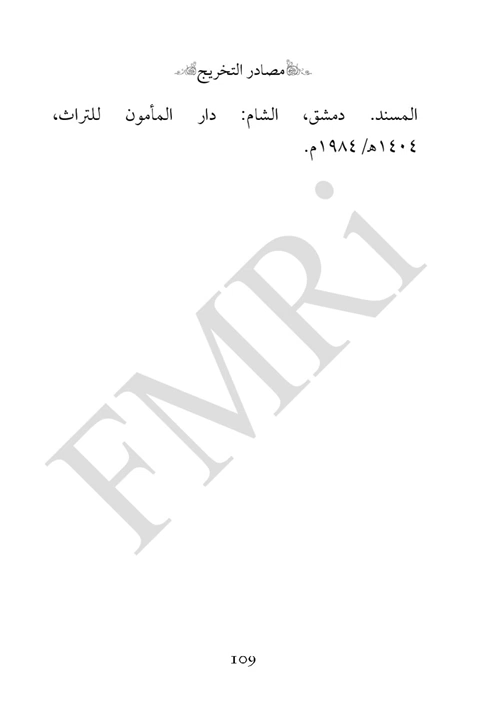 مصادر التخريج
المسند. دمشق، الشام: دار المأمون للتراث،
١٤٠٤هـ/ ١٩٨٤م.
FMRi
109